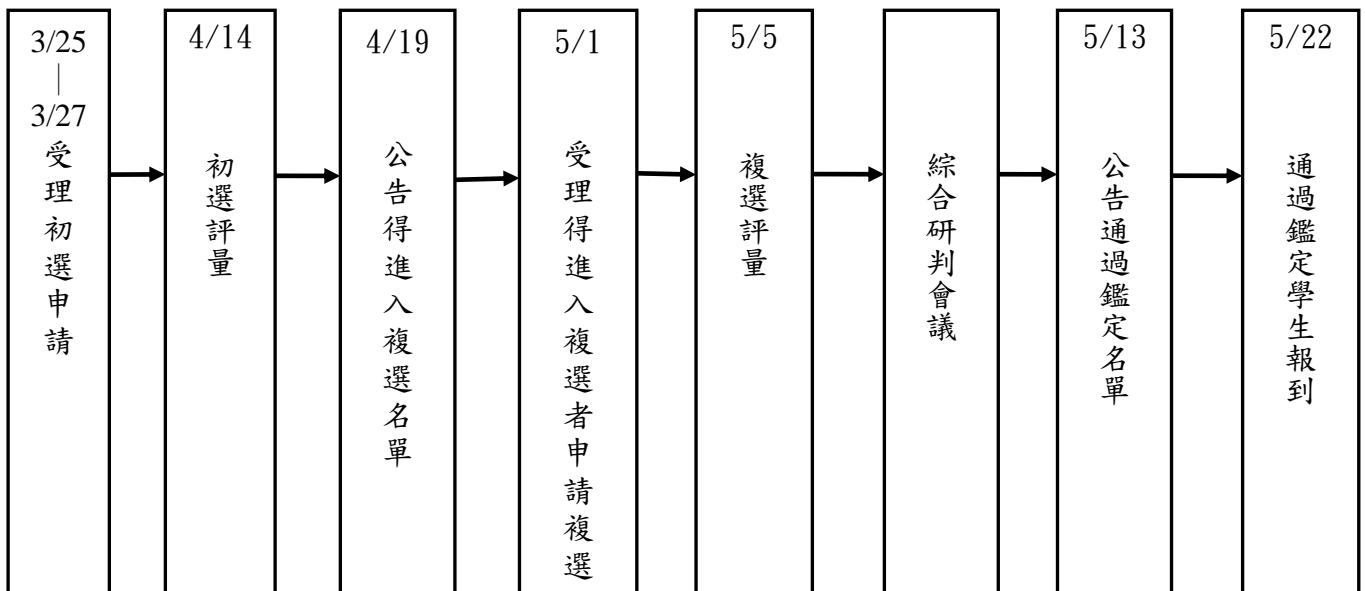 3/25
|
3/27
受理初選申請
4/14
初選評量
4/19
公告得進入複選名單
5/1
受理得進入複選者申請複選
5/5
複選評量
綜合研判會議
5/13
公告通過鑑定名單
5/22
通過鑑定學生報到